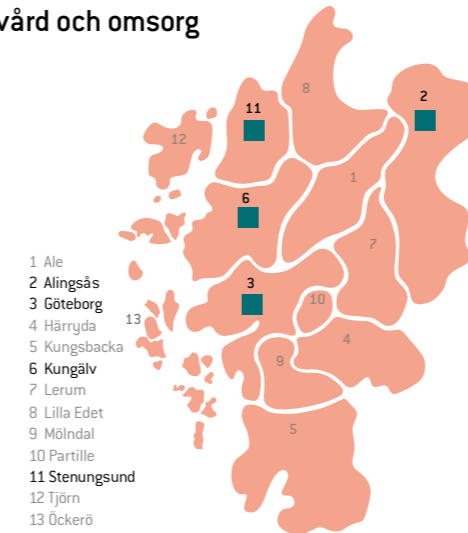 vård och omsorg
8
2
11
12
1
6
7
3
10
13
4
9
5
1 Ale
2 Alingsås
3 Göteborg
4 Härryda
5 Kungsbacka
6 Kungälv
7 Lerum
8 Lilla Edet
9 Mölndal
10 Partille
11 Stenungsund
12 Tjörn
13 Öckerö